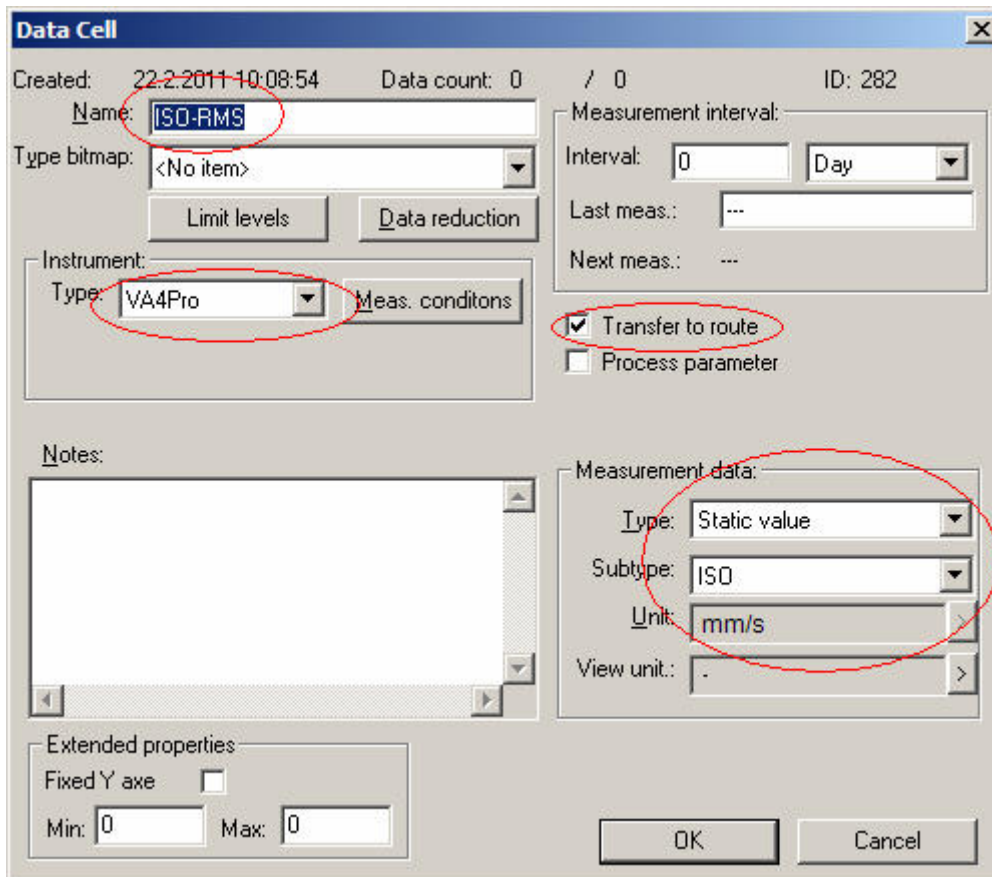 Data Cell
Created: 22.2.2011 10:08:54 Data count: 0 / 0 ID: 282
Name: ISO-RMS
Type bitmap: <No item>
Limit levels Data reduction
Instrument:
Type: VA4Pro Meas. conditons
Measurement interval:
Interval: 0 Day
Last meas.: ---
Next meas.: ---
Transfer to route
Process parameter
Notes:
Measurement data:
Type: Static value
Subtype: ISO
Unit: mm/s >
View unit.: - >
Extended properties
Fixed Y axe
Min: 0 Max: 0
OK Cancel